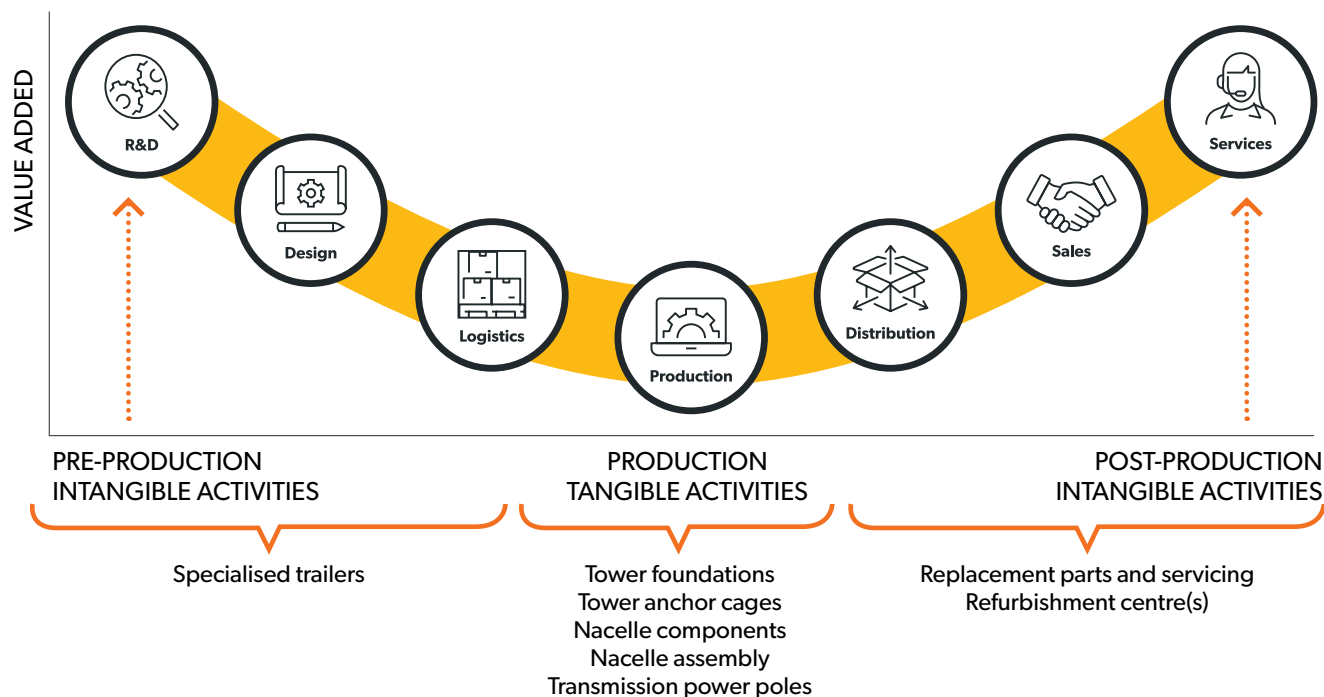 VALUE ADDED
R&D
Design
Logistics
Production
Distribution
Sales
Services
PRE-PRODUCTION
INTANGIBLE ACTIVITIES
PRODUCTION
TANGIBLE ACTIVITIES
POST-PRODUCTION
INTANGIBLE ACTIVITIES
Specialised trailers
Tower foundations
Tower anchor cages
Nacelle components
Nacelle assembly
Transmission power poles
Replacement parts and servicing
Refurbishment centre(s)